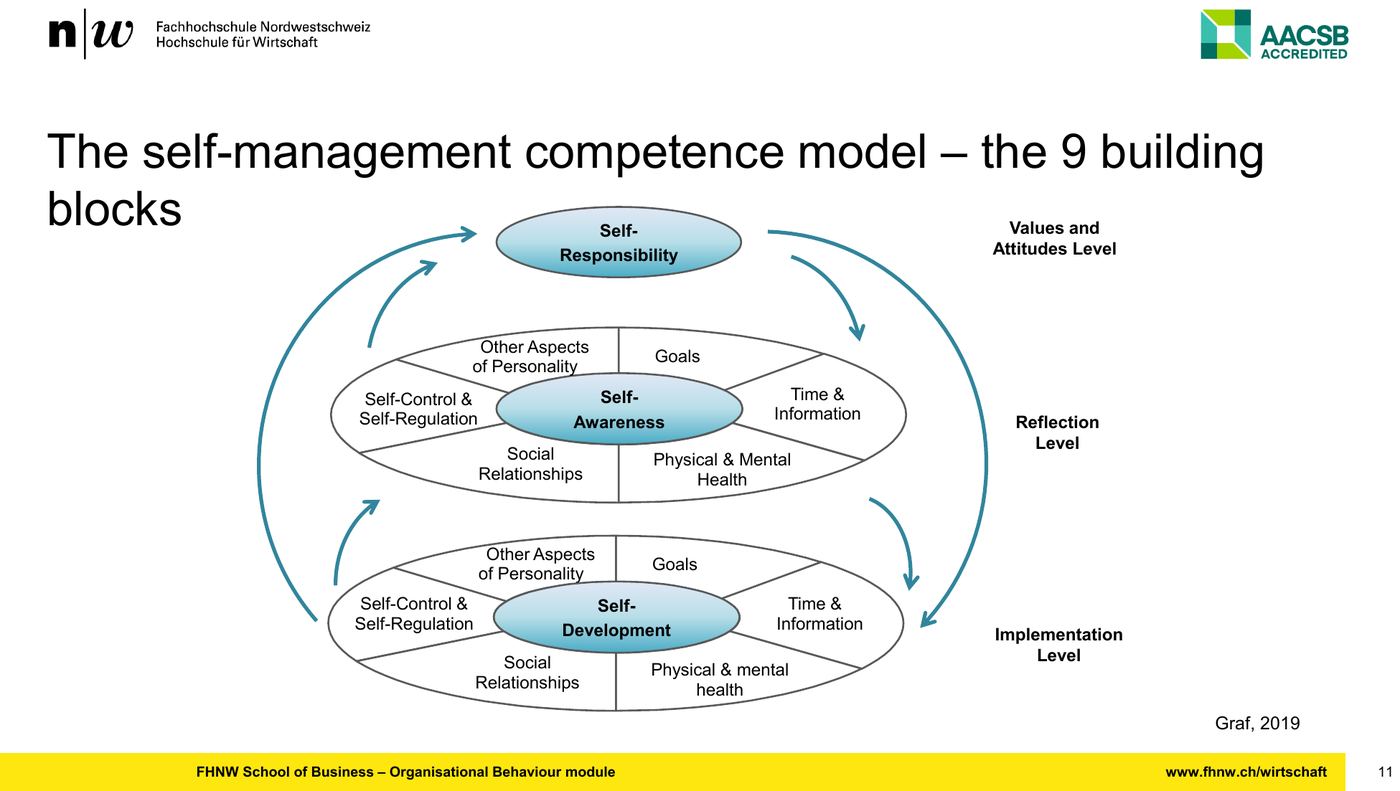 n|w
Fachhochschule Nordwestschweiz
Hochschule für Wirtschaft
AACSB
ACCREDITED
The self-management competence model – the 9 building
blocks
Self-
Responsibility
Values and
Attitudes Level
Other Aspects
of Personality
Goals
Self-Control &
Self-Regulation
Self-
Awareness
Time &
Information
Social
Relationships
Physical & Mental
Health
Reflection
Level
Other Aspects
of Personality
Goals
Self-Control &
Self-Regulation
Self-
Development
Time &
Information
Social
Relationships
Physical & mental
health
Implementation
Level
Graf, 2019
FHNW School of Business – Organisational Behaviour module
www.fhnw.ch/wirtschaft
11